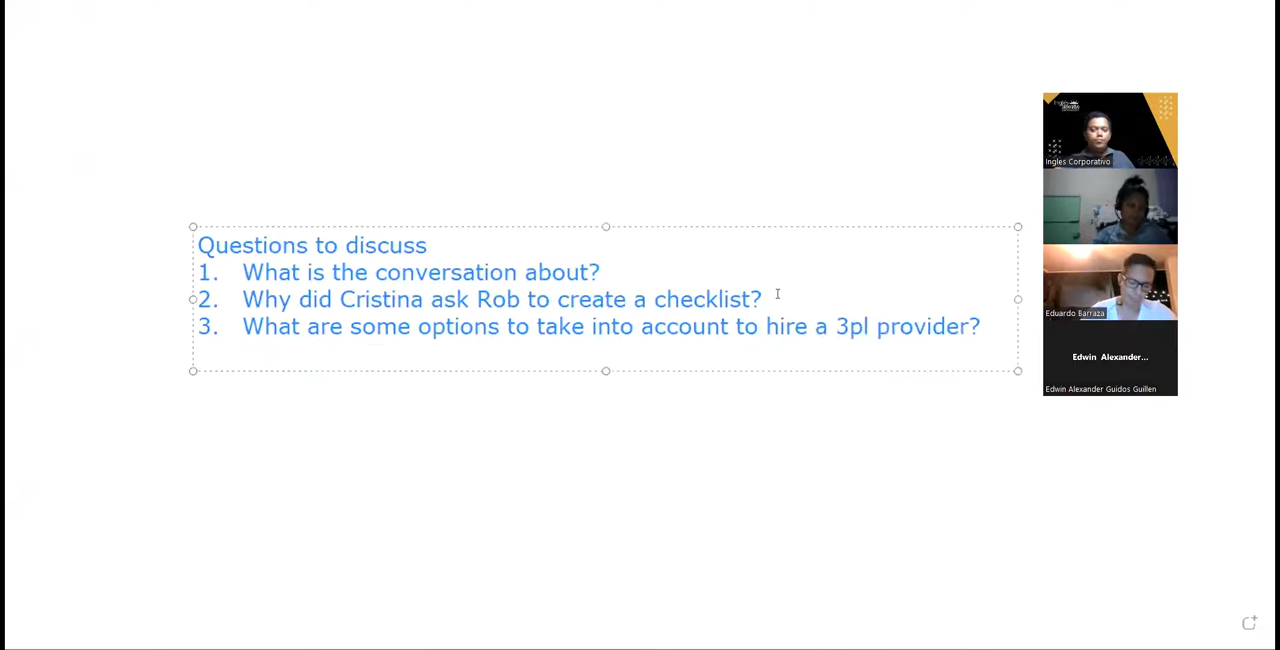 Questions to discuss
1. What is the conversation about?
2. Why did Cristina ask Rob to create a checklist?
3. What are some options to take into account to hire a 3pl provider?
Ingles Corporativo
Eduardo Barraza
Edwin Alexander...
Edwin Alexander Guidos Guillen